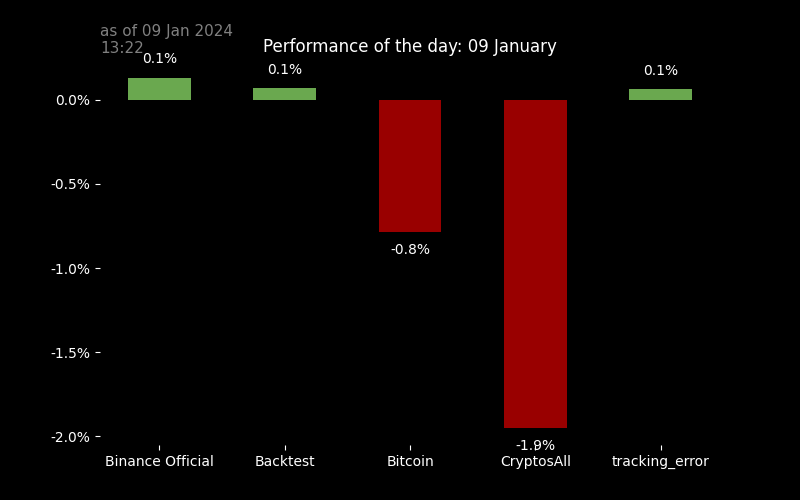 as of 09 Jan 2024
13:22
Performance of the day: 09 January
0.1%
0.1%
0.1%
0.0%
-0.5%
-0.8%
-1.0%
-1.5%
-2.0%
-1.9%
Binance Official
Backtest
Bitcoin
CryptosAll
tracking_error